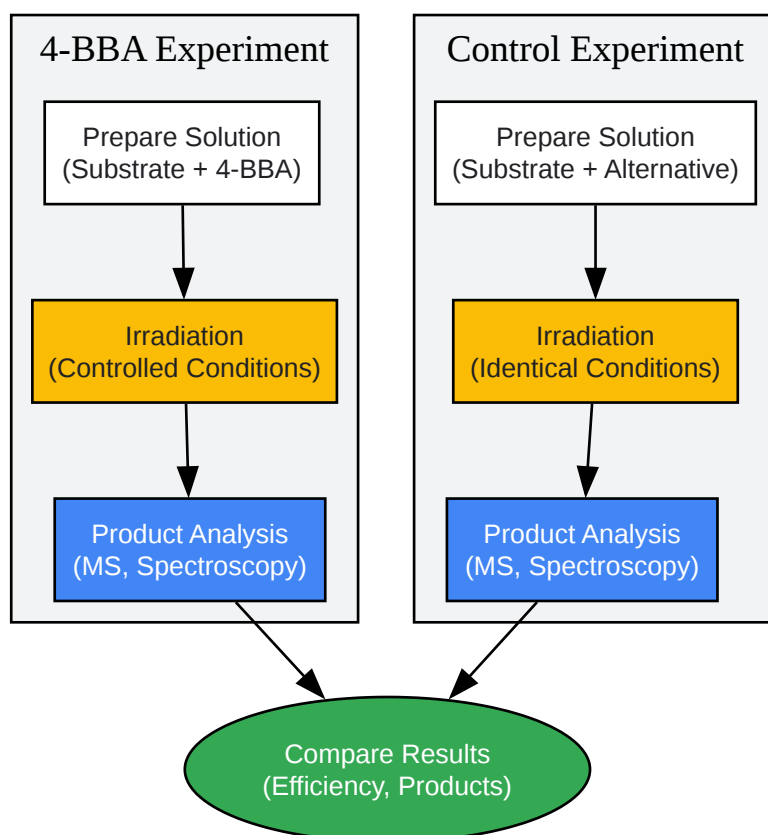 4-BBA Experiment
Prepare Solution
(Substrate + 4-BBA)
Irradiation
(Controlled Conditions)
Product Analysis
(MS, Spectroscopy)
Control Experiment
Prepare Solution
(Substrate + Alternative)
Irradiation
(Identical Conditions)
Product Analysis
(MS, Spectroscopy)
Compare Results
(Efficiency, Products)